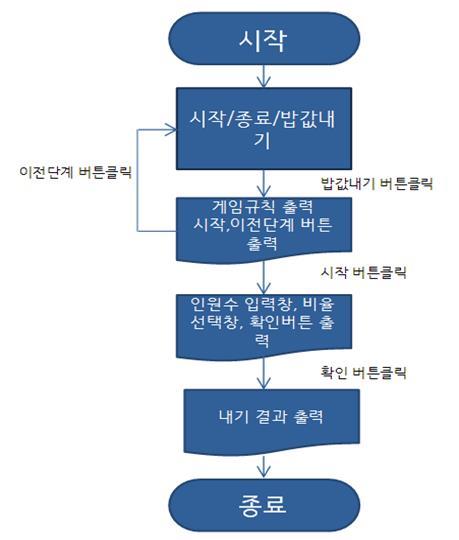 시작
시작/종료/밥값내
기
밥값내기 버튼클릭
이전단계 버튼클릭
게임규칙 출력
시작,이전단계 버튼
출력
시작 버튼클릭
인원수 입력창, 비율
선택창, 확인버튼 출
력
확인 버튼클릭
내기 결과 출력
종료